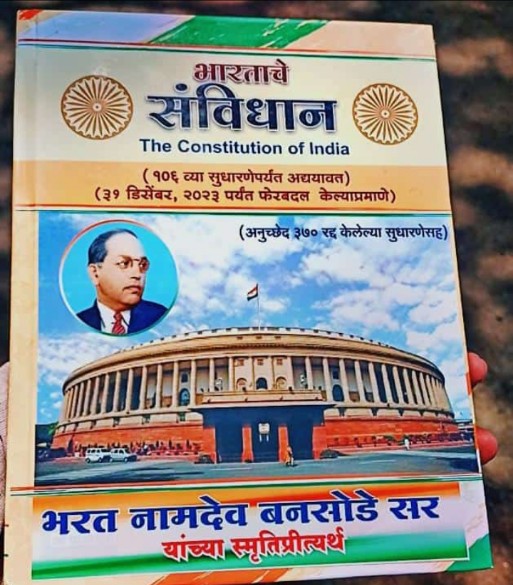 भारताचे
संविधान
The Constitution of India
(१०६ व्या सुधारणेपर्यंत अद्ययावत)
(३१ डिसेंबर, २०२३ पर्यंत फेरबदल केल्याप्रमाणे)
(अनुच्छेद ३७० रद्द केलेल्या सुधारणेसह)
भरत नामदेव बनसोडे सर
यांच्या स्मृतिप्रीत्यर्थ